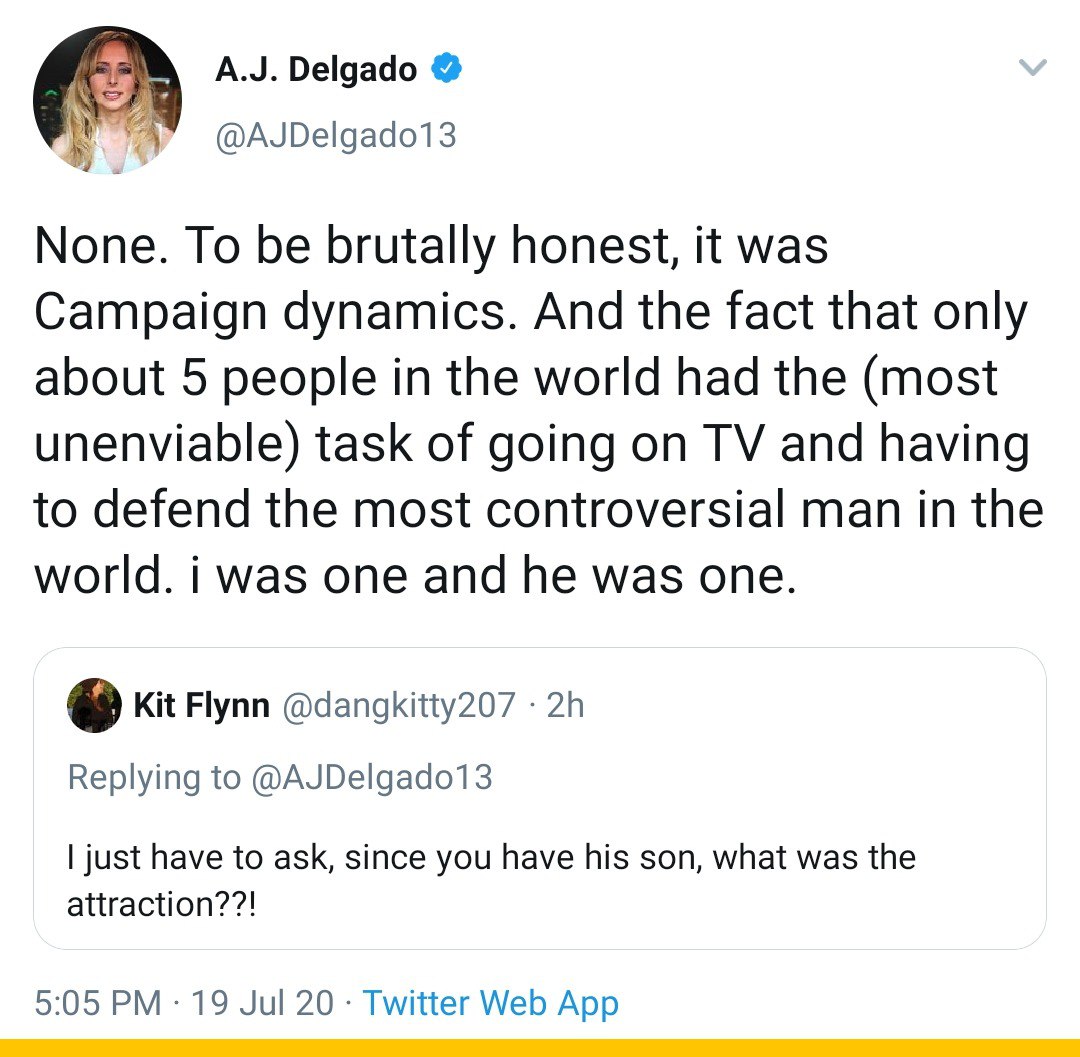 A.J. Delgado
@AJDelgado13
None. To be brutally honest, it was
Campaign dynamics. And the fact that only
about 5 people in the world had the (most
unenviable) task of going on TV and having
to defend the most controversial man in the
world. i was one and he was one.
Kit Flynn @dangkitty207 · 2h
Replying to @AJDelgado13
I just have to ask, since you have his son, what was the
attraction??!
5:05 PM · 19 Jul 20 · Twitter Web App